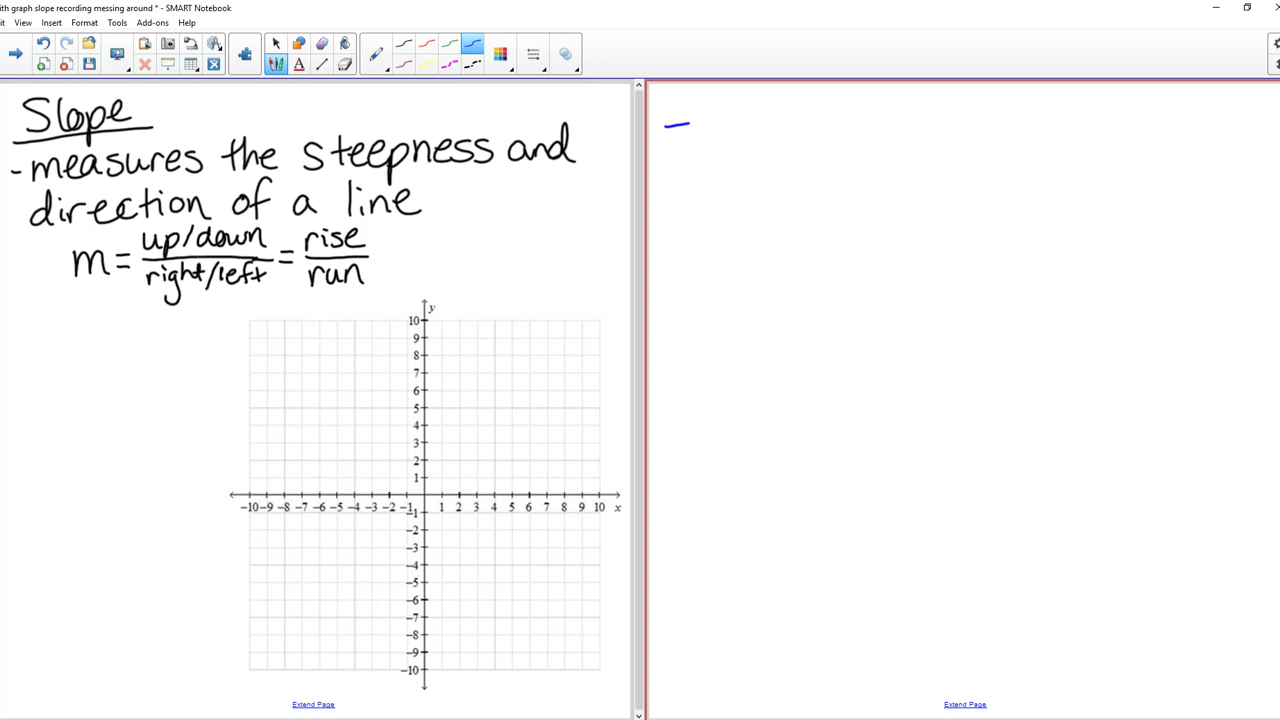 ith graph slope recording messing around * - SMART Notebook
it View Insert Format Tools Add-ons Help
Slope
- measures the steepness and
direction of a line
m = up/down / right/left = rise / run
y
10
9
8
7
6
5
4
3
2
1
-10 -9 -8 -7 -6 -5 -4 -3 -2 -1 1 2 3 4 5 6 7 8 9 10 x
-1
-2
-3
-4
-5
-6
-7
-8
-9
-10
Extend Page
Extend Page